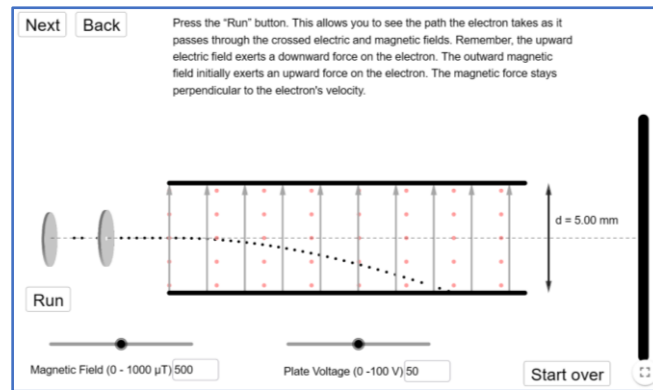 Next Back
Press the "Run" button. This allows you to see the path the electron takes as it
passes through the crossed electric and magnetic fields. Remember, the upward
electric field exerts a downward force on the electron. The outward magnetic
field initially exerts an upward force on the electron. The magnetic force stays
perpendicular to the electron's velocity.
d = 5.00 mm
Run
Magnetic Field (0 - 1000 µT) 500
Plate Voltage (0 -100 V) 50
Start over